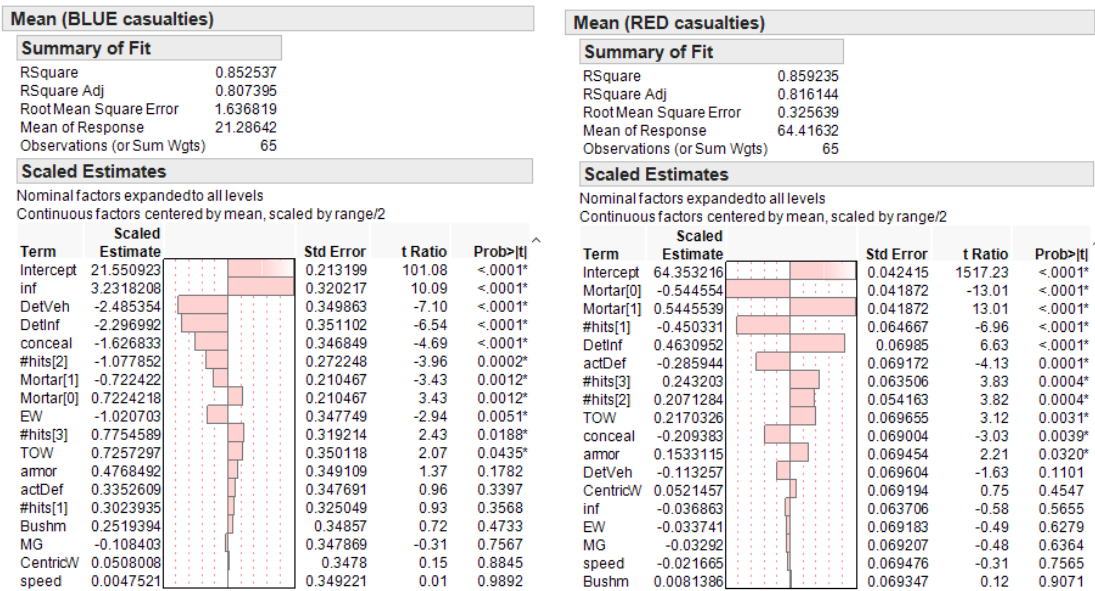 Mean (BLUE casualties)
Summary of Fit
RSquare 0.852537
RSquare Adj 0.807395
Root Mean Square Error 1.636819
Mean of Response 21.28642
Observations (or Sum Wgts) 65
Scaled Estimates
Nominal factors expanded to all levels
Continuous factors centered by mean, scaled by range/2
Scaled
Term Estimate Std Error t Ratio Prob>|t|
Intercept 21.550923 0.213199 101.08 <.0001*
inf 3.2318208 0.320217 10.09 <.0001*
DetVeh -2.485354 0.349863 -7.10 <.0001*
DetInf -2.296992 0.351102 -6.54 <.0001*
conceal -1.626833 0.346849 -4.69 <.0001*
#hits[2] -1.077852 0.272248 -3.96 0.0002*
Mortar[1] -0.722422 0.210467 -3.43 0.0012*
Mortar[0] 0.7224218 0.210467 3.43 0.0012*
EW -1.020703 0.347749 -2.94 0.0051*
#hits[3] 0.7754589 0.319214 2.43 0.0188*
TOW 0.7257297 0.350118 2.07 0.0435*
armor 0.4768492 0.349109 1.37 0.1782
actDef 0.3352609 0.347691 0.96 0.3397
#hits[1] 0.3023935 0.325049 0.93 0.3568
Bushm 0.2519394 0.34857 0.72 0.4733
MG -0.108403 0.347869 -0.31 0.7567
CentricW 0.0508008 0.3478 0.15 0.8845
speed 0.0047521 0.349221 0.01 0.9892
Mean (RED casualties)
Summary of Fit
RSquare 0.859235
RSquare Adj 0.816144
Root Mean Square Error 0.325639
Mean of Response 64.41632
Observations (or Sum Wgts) 65
Scaled Estimates
Nominal factors expanded to all levels
Continuous factors centered by mean, scaled by range/2
Scaled
Term Estimate Std Error t Ratio Prob>|t|
Intercept 64.353216 0.042415 1517.23 <.0001*
Mortar[0] -0.544554 0.041872 -13.01 <.0001*
Mortar[1] 0.5445539 0.041872 13.01 <.0001*
#hits[1] -0.450331 0.064667 -6.96 <.0001*
DetInf 0.4630952 0.06985 6.63 <.0001*
actDef -0.285944 0.069172 -4.13 0.0001*
#hits[3] 0.243203 0.063506 3.83 0.0004*
#hits[2] 0.2071284 0.054163 3.82 0.0004*
TOW 0.2170326 0.069655 3.12 0.0031*
conceal -0.209383 0.069004 -3.03 0.0039*
armor 0.1533115 0.069454 2.21 0.0320*
DetVeh -0.113257 0.069604 -1.63 0.1101
CentricW 0.0521457 0.069194 0.75 0.4547
inf -0.036863 0.063706 -0.58 0.5655
EW -0.033741 0.069183 -0.49 0.6279
MG -0.03292 0.069207 -0.48 0.6364
speed -0.021665 0.069476 -0.31 0.7565
Bushm 0.0081386 0.069347 0.12 0.9071